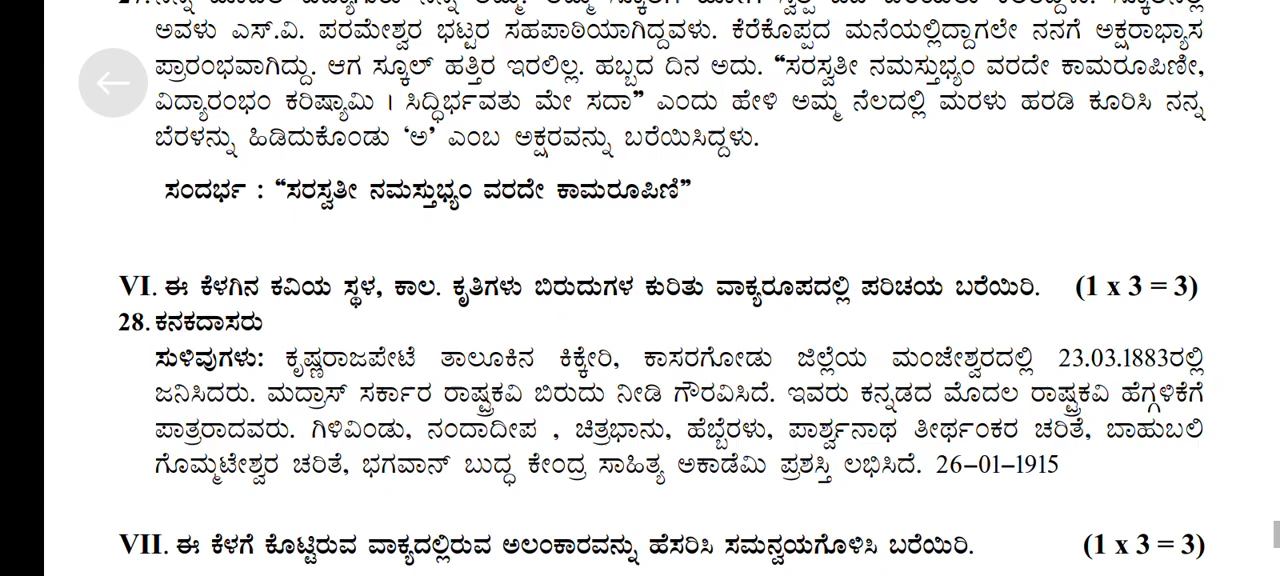 ಅವಳು ಎಸ್.ವಿ. ಪರಮೇಶ್ವರ ಭಟ್ಟರ ಸಹಪಾಠಿಯಾಗಿದ್ದವಳು. ಕೆರೆಕೊಪ್ಪದ ಮನೆಯಲ್ಲಿದ್ದಾಗಲೇ ನನಗೆ ಅಕ್ಷರಾಭ್ಯಾಸ
ಪ್ರಾರಂಭವಾಗಿದ್ದು. ಆಗ ಸ್ಕೂಲ್ ಹತ್ತಿರ ಇರಲಿಲ್ಲ. ಹಬ್ಬದ ದಿನ ಅದು. “ಸರಸ್ವತೀ ನಮಸ್ತುಭ್ಯಂ ವರದೇ ಕಾಮರೂಪಿಣೀ,
ವಿದ್ಯಾರಂಭಂ ಕರಿಷ್ಯಾಮಿ । ಸಿದ್ಧಿರ್ಭವತು ಮೇ ಸದಾ” ಎಂದು ಹೇಳಿ ಅಮ್ಮ ನೆಲದಲ್ಲಿ ಮರಳು ಹರಡಿ ಕೂರಿಸಿ ನನ್ನ
ಬೆರಳನ್ನು ಹಿಡಿದುಕೊಂಡು ‘ಅ’ ಎಂಬ ಅಕ್ಷರವನ್ನು ಬರೆಯಿಸಿದ್ದಳು.
ಸಂದರ್ಭ : “ಸರಸ್ವತೀ ನಮಸ್ತುಭ್ಯಂ ವರದೇ ಕಾಮರೂಪಿಣಿ”
VI. ಈ ಕೆಳಗಿನ ಕವಿಯ ಸ್ಥಳ, ಕಾಲ. ಕೃತಿಗಳು ಬಿರುದುಗಳ ಕುರಿತು ವಾಕ್ಯರೂಪದಲ್ಲಿ ಪರಿಚಯ ಬರೆಯಿರಿ. (1 x 3 = 3)
28. ಕನಕದಾಸರು
ಸುಳಿವುಗಳು: ಕೃಷ್ಣರಾಜಪೇಟೆ ತಾಲೂಕಿನ ಕಿಕ್ಕೇರಿ, ಕಾಸರಗೋಡು ಜಿಲ್ಲೆಯ ಮಂಜೇಶ್ವರದಲ್ಲಿ 23.03.1883ರಲ್ಲಿ
ಜನಿಸಿದರು. ಮದ್ರಾಸ್ ಸರ್ಕಾರ ರಾಷ್ಟ್ರಕವಿ ಬಿರುದು ನೀಡಿ ಗೌರವಿಸಿದೆ. ಇವರು ಕನ್ನಡದ ಮೊದಲ ರಾಷ್ಟ್ರಕವಿ ಹೆಗ್ಗಳಿಕೆಗೆ
ಪಾತ್ರರಾದವರು. ಗಿಳಿವಿಂಡು, ನಂದಾದೀಪ , ಚಿತ್ರಭಾನು, ಹೆಬ್ಬೆರಳು, ಪಾರ್ಶ್ವನಾಥ ತೀರ್ಥಂಕರ ಚರಿತೆ, ಬಾಹುಬಲಿ
ಗೊಮ್ಮಟೇಶ್ವರ ಚರಿತೆ, ಭಗವಾನ್ ಬುದ್ಧ ಕೇಂದ್ರ ಸಾಹಿತ್ಯ ಅಕಾಡೆಮಿ ಪ್ರಶಸ್ತಿ ಲಭಿಸಿದೆ. 26–01–1915
VII. ಈ ಕೆಳಗೆ ಕೊಟ್ಟಿರುವ ವಾಕ್ಯದಲ್ಲಿರುವ ಅಲಂಕಾರವನ್ನು ಹೆಸರಿಸಿ ಸಮನ್ವಯಗೊಳಿಸಿ ಬರೆಯಿರಿ. (1 x 3 = 3)